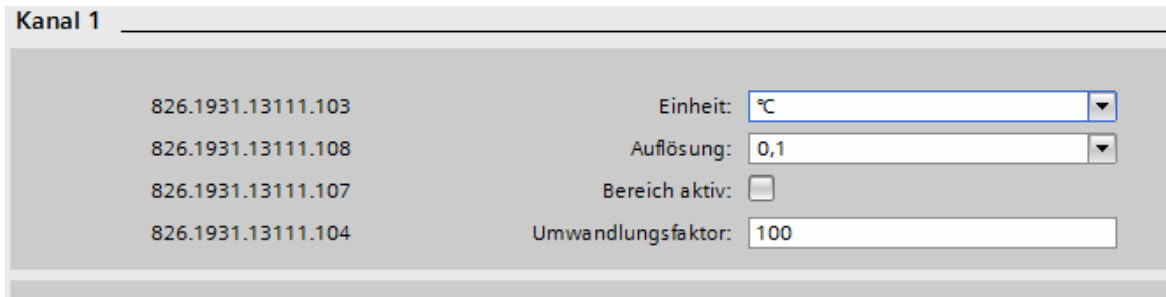 Kanal 1
826.1931.13111.103 Einheit: °C
826.1931.13111.108 Auflösung: 0,1
826.1931.13111.107 Bereich aktiv:
826.1931.13111.104 Umwandlungsfaktor: 100